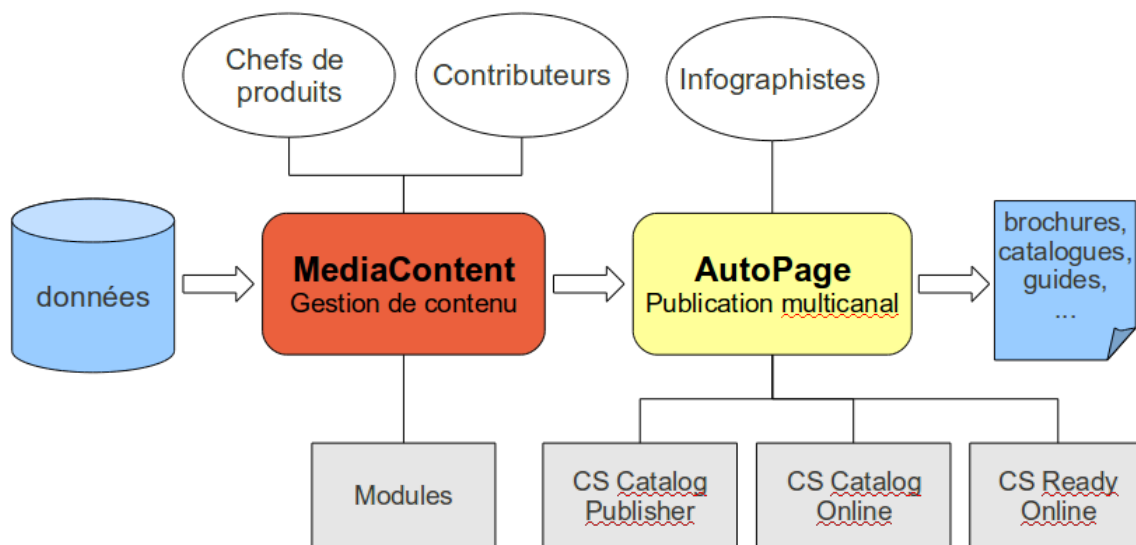 Chefs de
produits
Contributeurs
Infographistes
données
MediaContent
Gestion de contenu
AutoPage
Publication multicanal
brochures,
catalogues,
guides,
...
Modules
CS Catalog
Publisher
CS Catalog
Online
CS Ready
Online